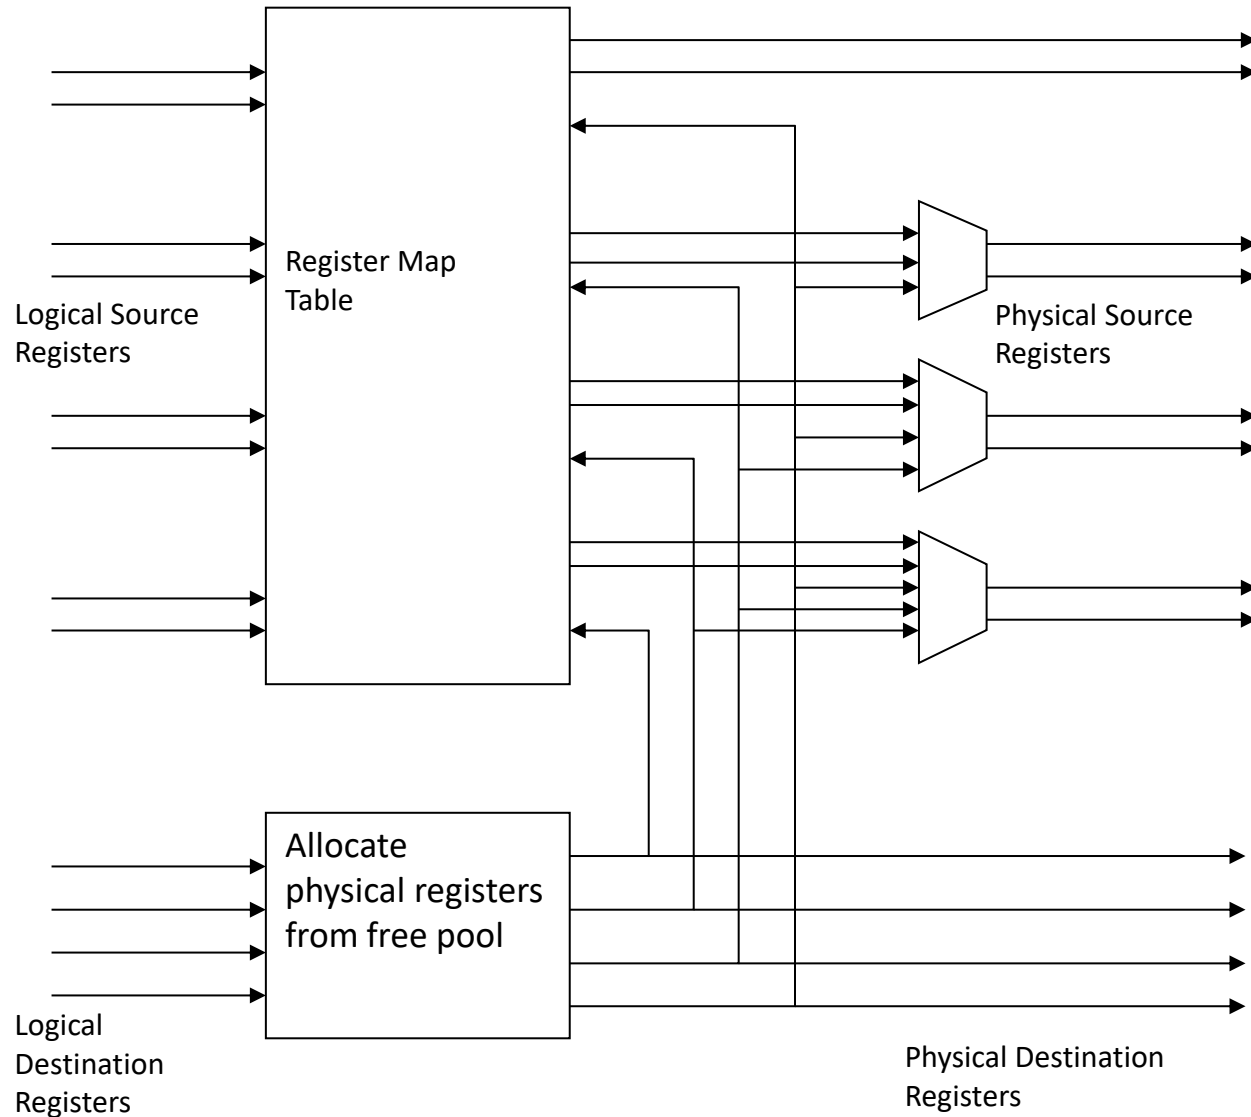 Register Map
Table
Logical Source
Registers
Physical Source
Registers
Allocate
physical registers
from free pool
Logical
Destination
Registers
Physical Destination
Registers